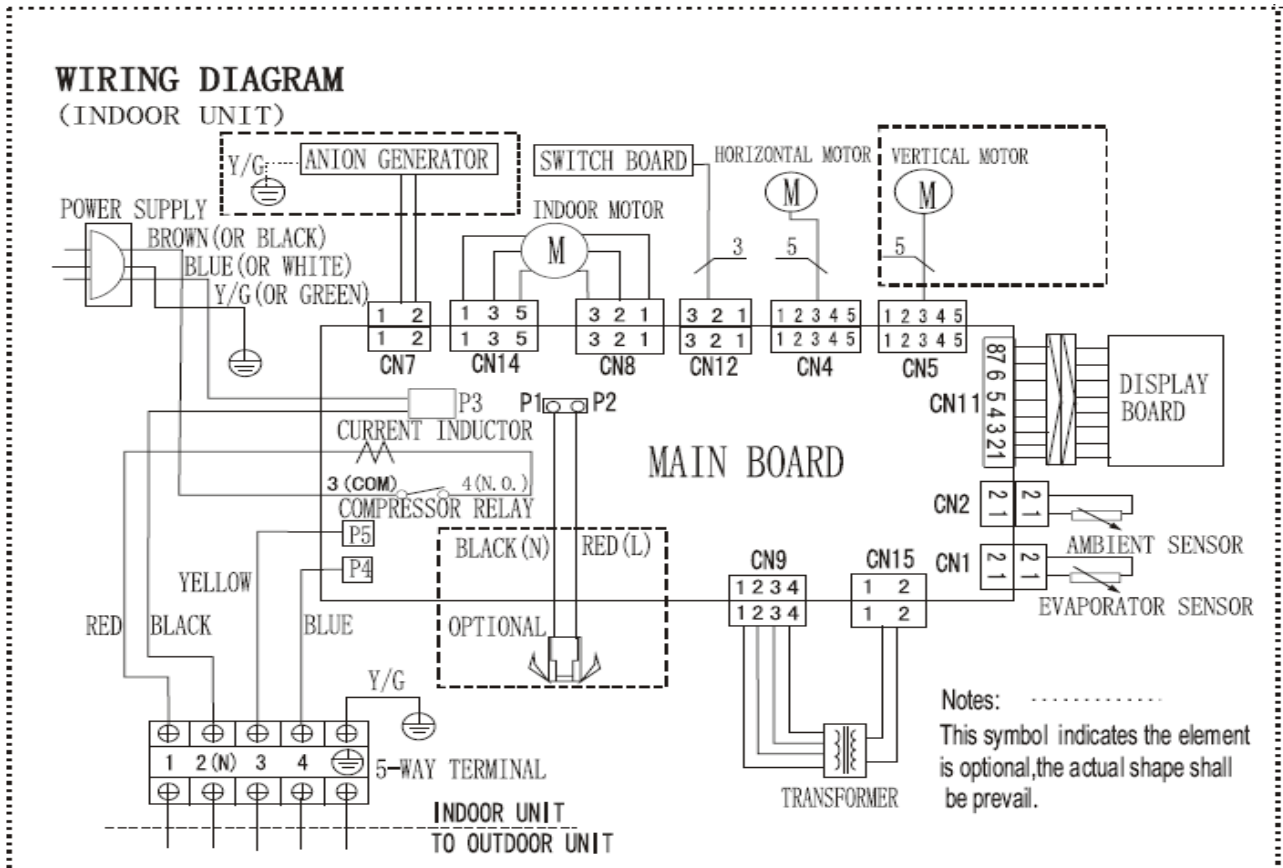 WIRING DIAGRAM
(INDOOR UNIT)
Y/G
ANION GENERATOR
SWITCH BOARD
HORIZONTAL MOTOR
VERTICAL MOTOR
M
M
POWER SUPPLY
INDOOR MOTOR
M
BROWN(OR BLACK)
BLUE(OR WHITE)
Y/G(OR GREEN)
3
5
5
1 2
1 3 5
3 2 1
3 2 1
1 2 3 4 5
1 2 3 4 5
1 2
1 3 5
3 2 1
3 2 1
1 2 3 4 5
1 2 3 4 5
CN7
CN14
CN8
CN12
CN4
CN5
87 6 5 4 3 21
CN11
DISPLAY
BOARD
P3
P1
P2
CURRENT INDUCTOR
MAIN BOARD
3(COM)
4(N.O.)
COMPRESSOR RELAY
CN2
2 1
2 1
AMBIENT SENSOR
P5
P4
BLACK(N)
RED(L)
CN1
2 1
2 1
EVAPORATOR SENSOR
CN9
CN15
1 2 3 4
1 2
1 2 3 4
1 2
YELLOW
RED
BLACK
BLUE
OPTIONAL
Y/G
1
2(N)
3
4
5-WAY TERMINAL
TRANSFORMER
INDOOR UNIT
TO OUTDOOR UNIT
Notes:
This symbol indicates the element
is optional,the actual shape shall
be prevail.